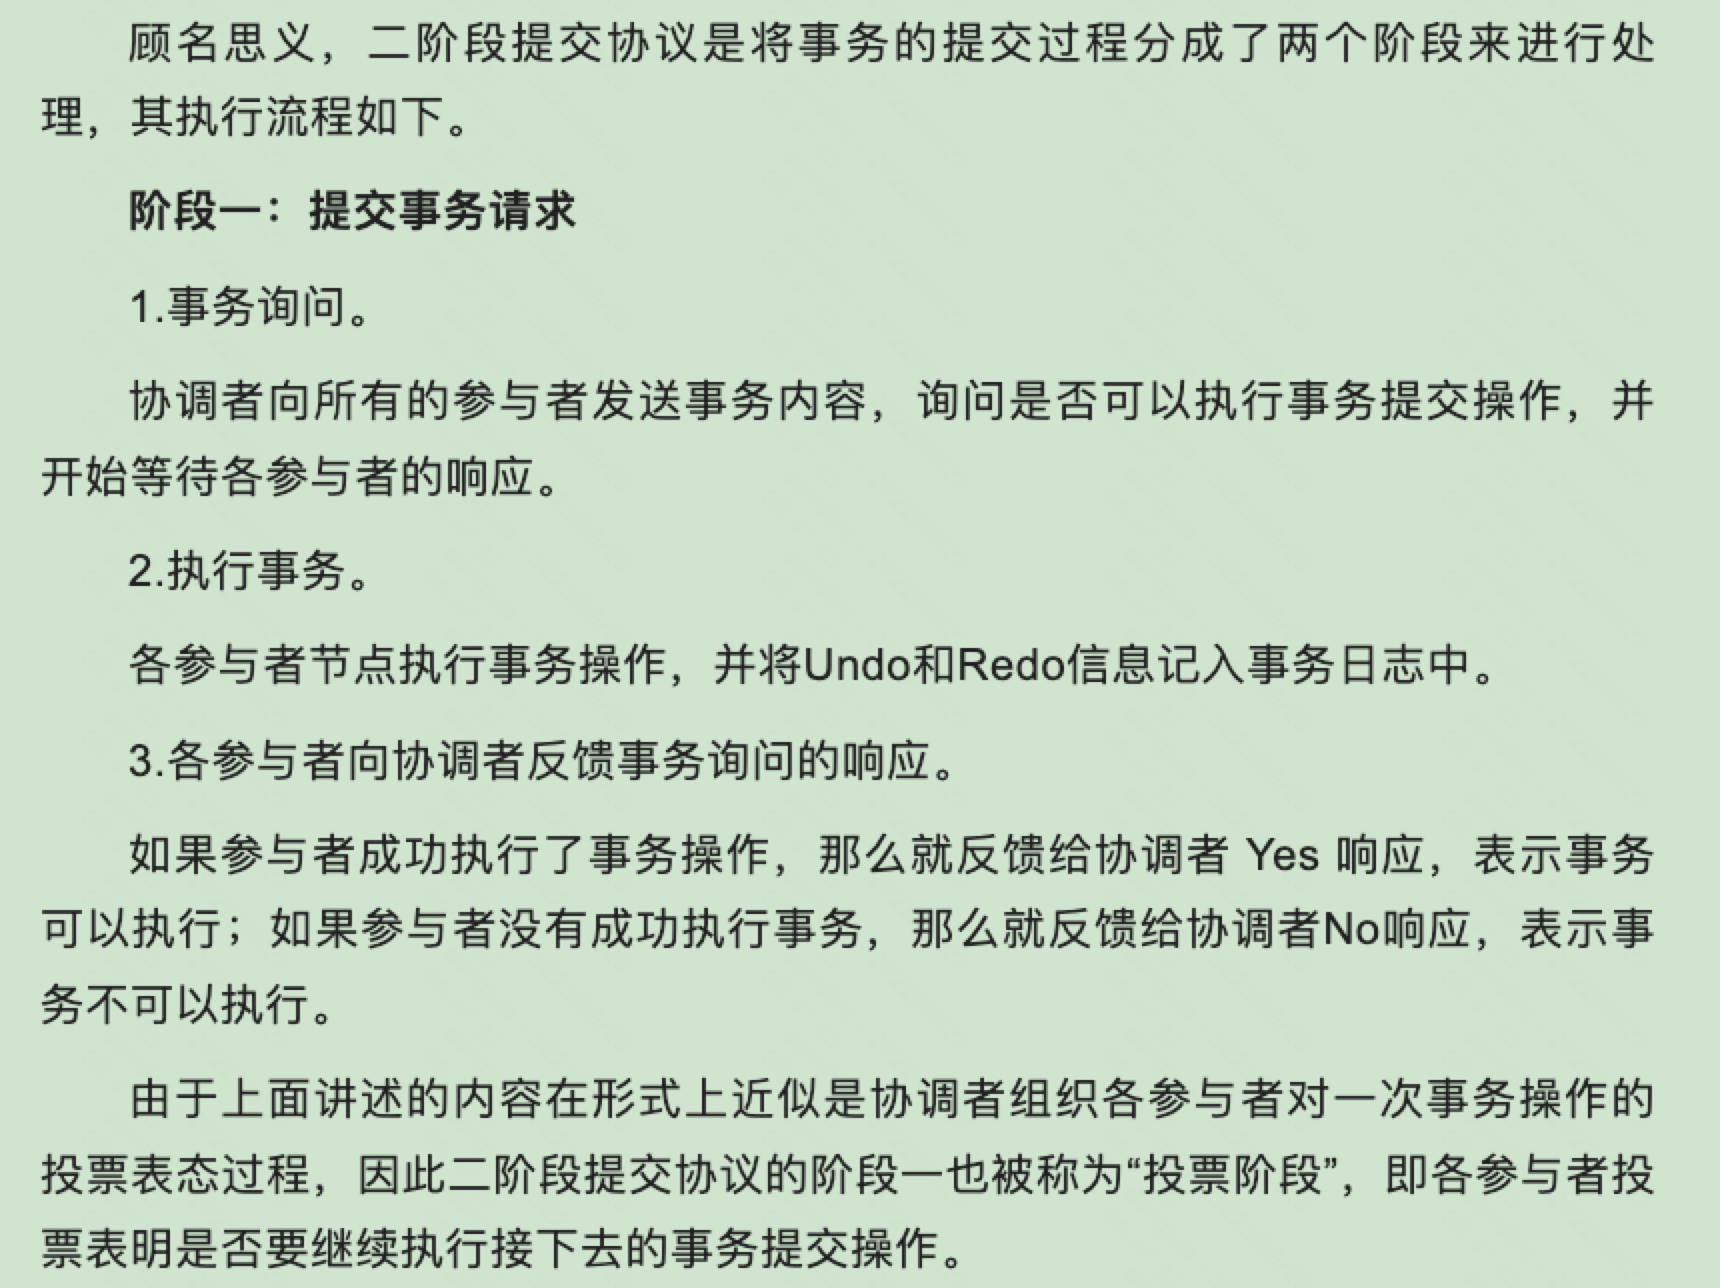 顾名思义，二阶段提交协议是将事务的提交过程分成了两个阶段来进行处
理，其执行流程如下。
阶段一：提交事务请求
1.事务询问。
协调者向所有的参与者发送事务内容，询问是否可以执行事务提交操作，并
开始等待各参与者的响应。
2.执行事务。
各参与者节点执行事务操作，并将Undo和Redo信息记入事务日志中。
3.各参与者向协调者反馈事务询问的响应。
如果参与者成功执行了事务操作，那么就反馈给协调者 Yes 响应，表示事务
可以执行；如果参与者没有成功执行事务，那么就反馈给协调者No响应，表示事
务不可以执行。
由于上面讲述的内容在形式上近似是协调者组织各参与者对一次事务操作的
投票表态过程，因此二阶段提交协议的阶段一也被称为“投票阶段”，即各参与者投
票表明是否要继续执行接下去的事务提交操作。